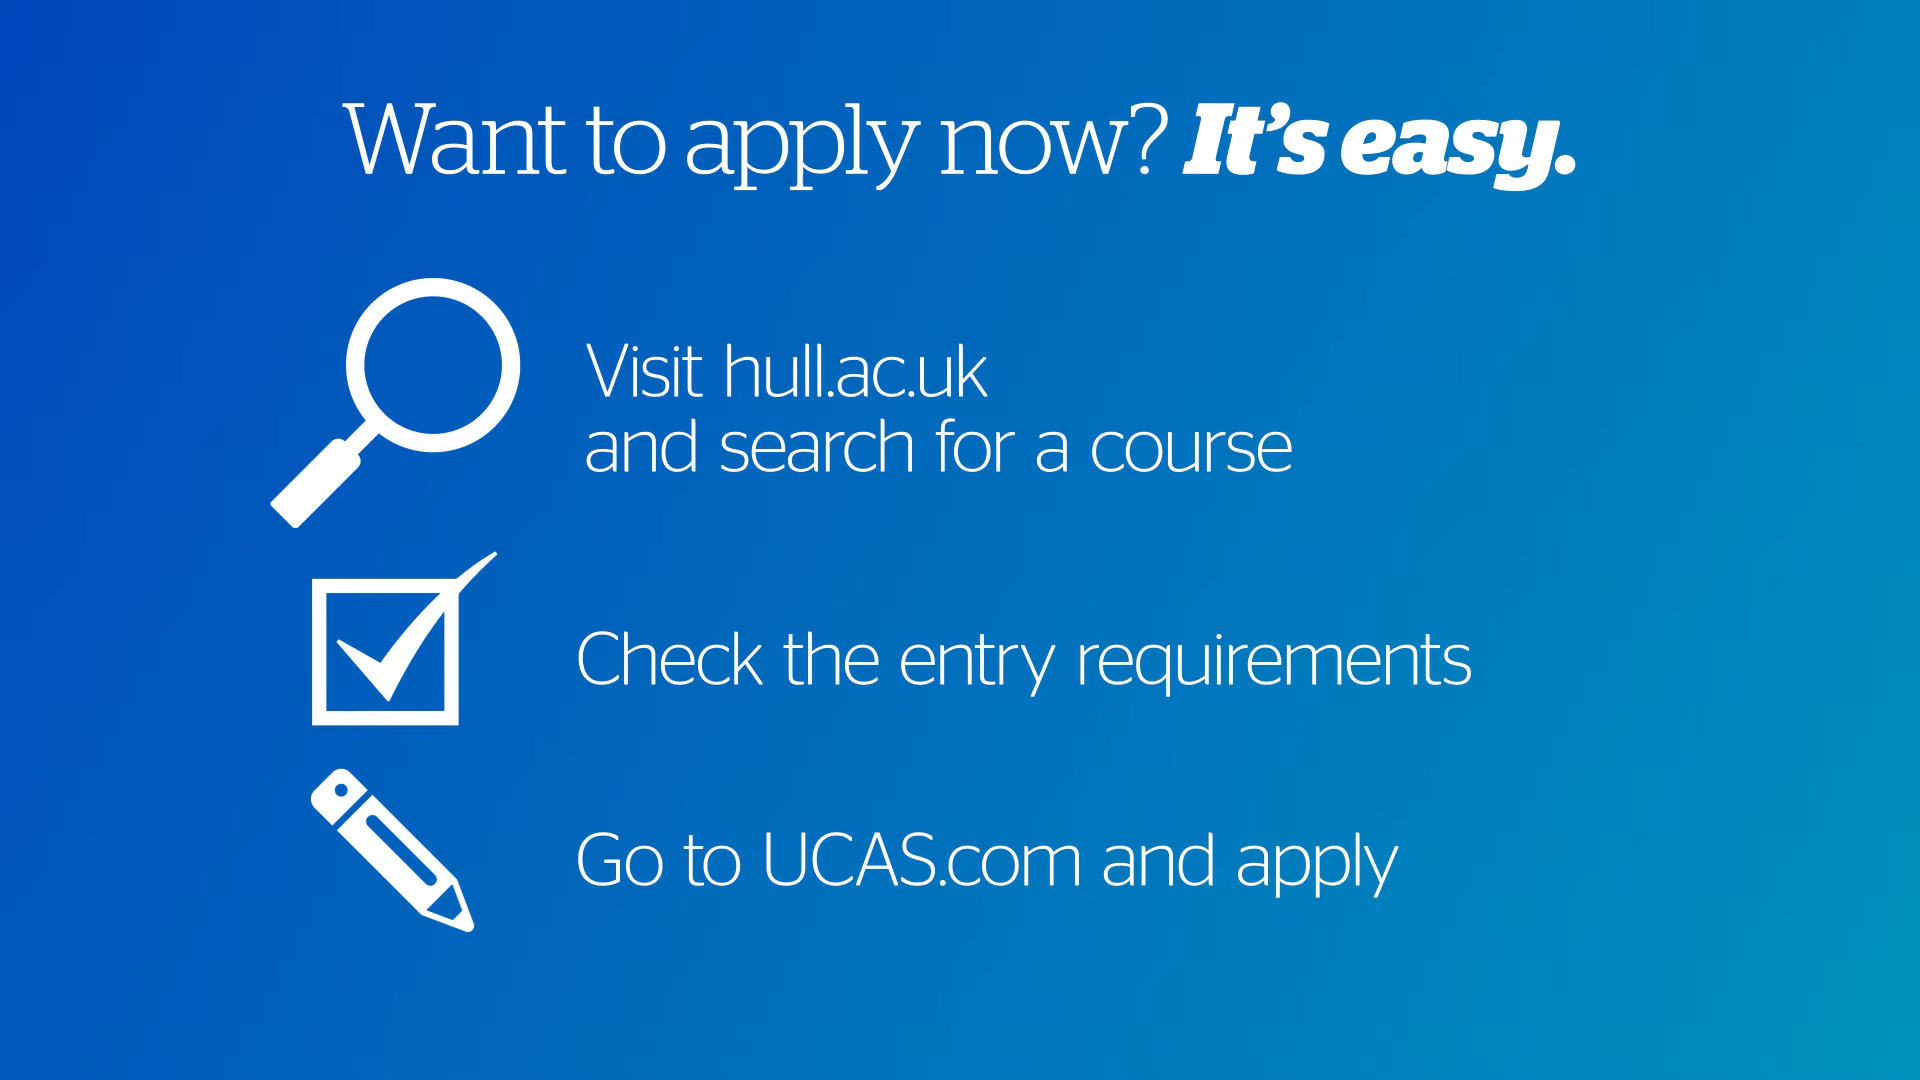 Want to apply now? It’s easy.
Visit hull.ac.uk
and search for a course
Check the entry requirements
Go to UCAS.com and apply